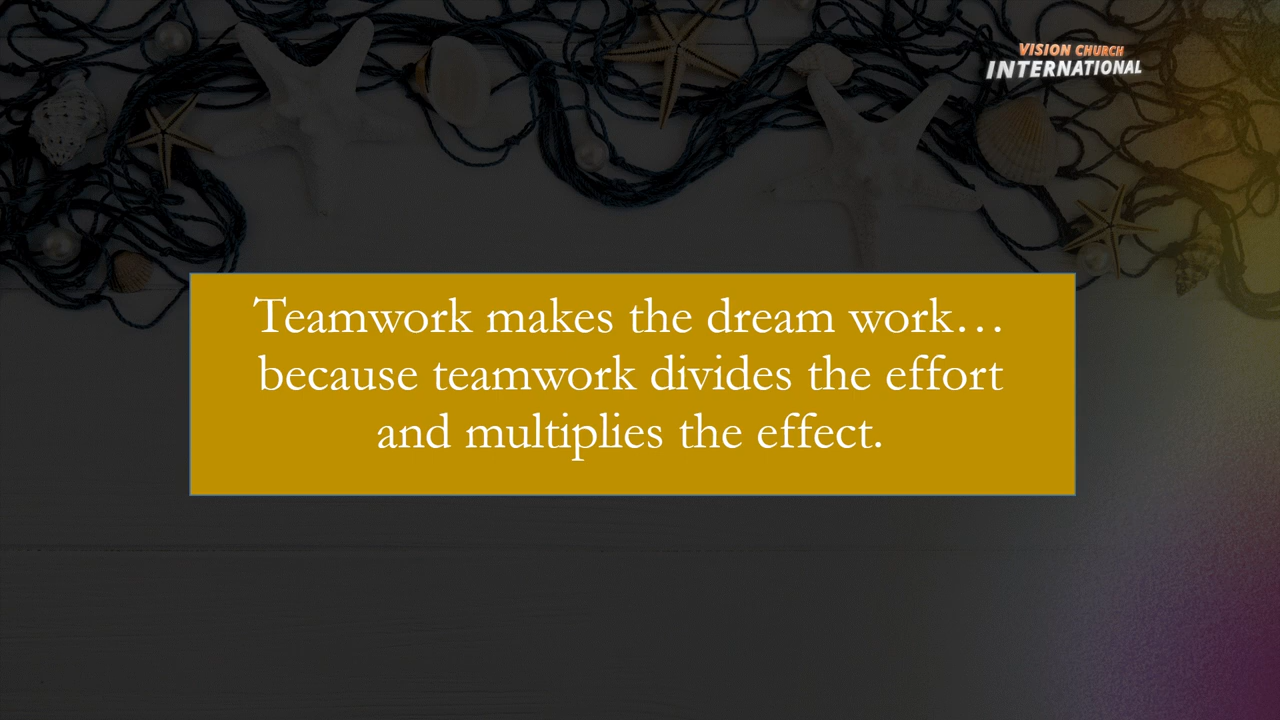 VISION CHURCH
INTERNATIONAL
Teamwork makes the dream work…
because teamwork divides the effort
and multiplies the effect.